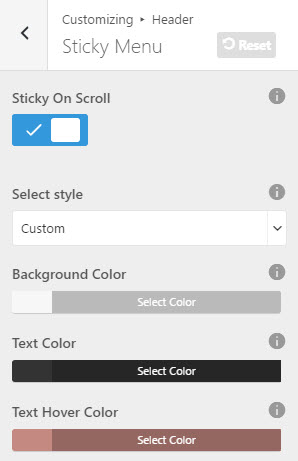 Customizing ▸ Header
Sticky Menu
Reset
Sticky On Scroll
Select style
Custom
Background Color
Select Color
Text Color
Select Color
Text Hover Color
Select Color